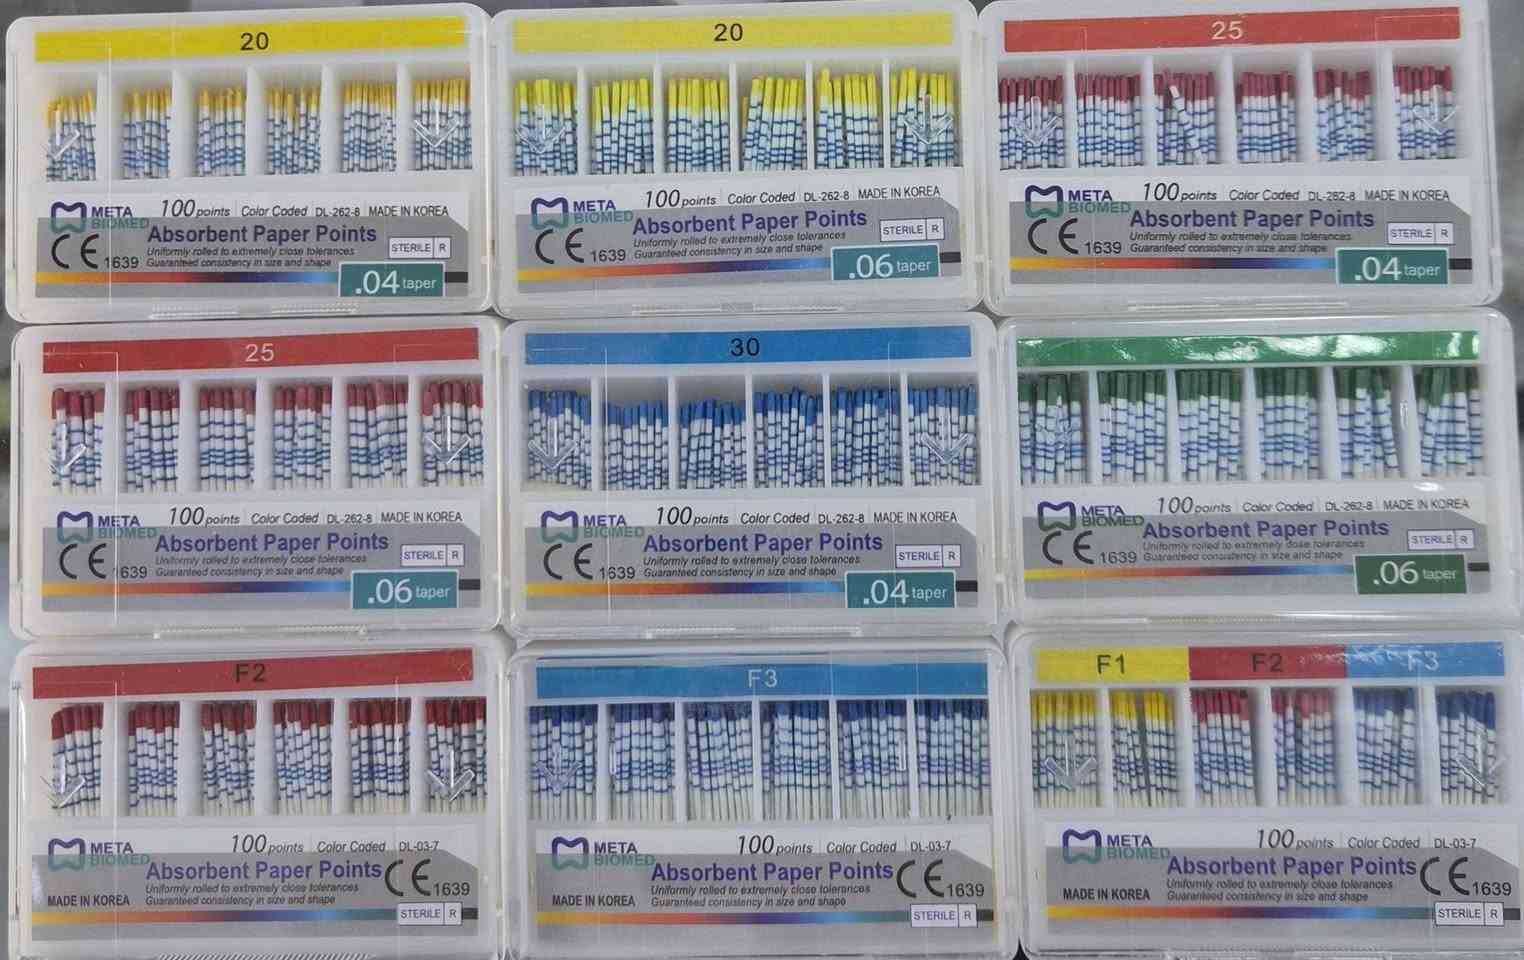 20
META BIOMED
100 points | Color Coded | DL-262-8 MADE IN KOREA
Absorbent Paper Points
CE 1639
Uniformly rolled to extremely close tolerances
Guaranteed consistency in size and shape
STERILE R
.04 taper
20
META BIOMED
100 points | Color Coded | DL-262-8 MADE IN KOREA
Absorbent Paper Points
CE 1639
Uniformly rolled to extremely close tolerances
Guaranteed consistency in size and shape
STERILE R
.06 taper
25
META BIOMED
100 points | Color Coded | DL-262-8 MADE IN KOREA
Absorbent Paper Points
CE 1639
Uniformly rolled to extremely close tolerances
Guaranteed consistency in size and shape
STERILE R
.04 taper
25
META BIOMED
100 points | Color Coded | DL-262-8 MADE IN KOREA
Absorbent Paper Points
CE 1639
Uniformly rolled to extremely close tolerances
Guaranteed consistency in size and shape
STERILE R
.06 taper
30
META BIOMED
100 points | Color Coded | DL-262-8 MADE IN KOREA
Absorbent Paper Points
CE 1639
Uniformly rolled to extremely close tolerances
Guaranteed consistency in size and shape
STERILE R
.04 taper
META BIOMED
100 points | Color Coded | DL-262-8 MADE IN KOREA
Absorbent Paper Points
CE 1639
Uniformly rolled to extremely close tolerances
Guaranteed consistency in size and shape
STERILE R
.06 taper
F2
META BIOMED
100 points | Color Coded | DL-03-7
Absorbent Paper Points
CE 1639
Uniformly rolled to extremely close tolerances
MADE IN KOREA
Guaranteed consistency in size and shape
STERILE R
F3
META BIOMED
100 points | Color Coded | DL-03-7
Absorbent Paper Points
CE 1639
Uniformly rolled to extremely close tolerances
MADE IN KOREA
Guaranteed consistency in size and shape
STERILE R
F1 F2 F3
META BIOMED
100 points | Color Coded | DL-03-7
Absorbent Paper Points
CE 1639
Uniformly rolled to extremely close tolerances
MADE IN KOREA
Guaranteed consistency in size and shape
STERILE R